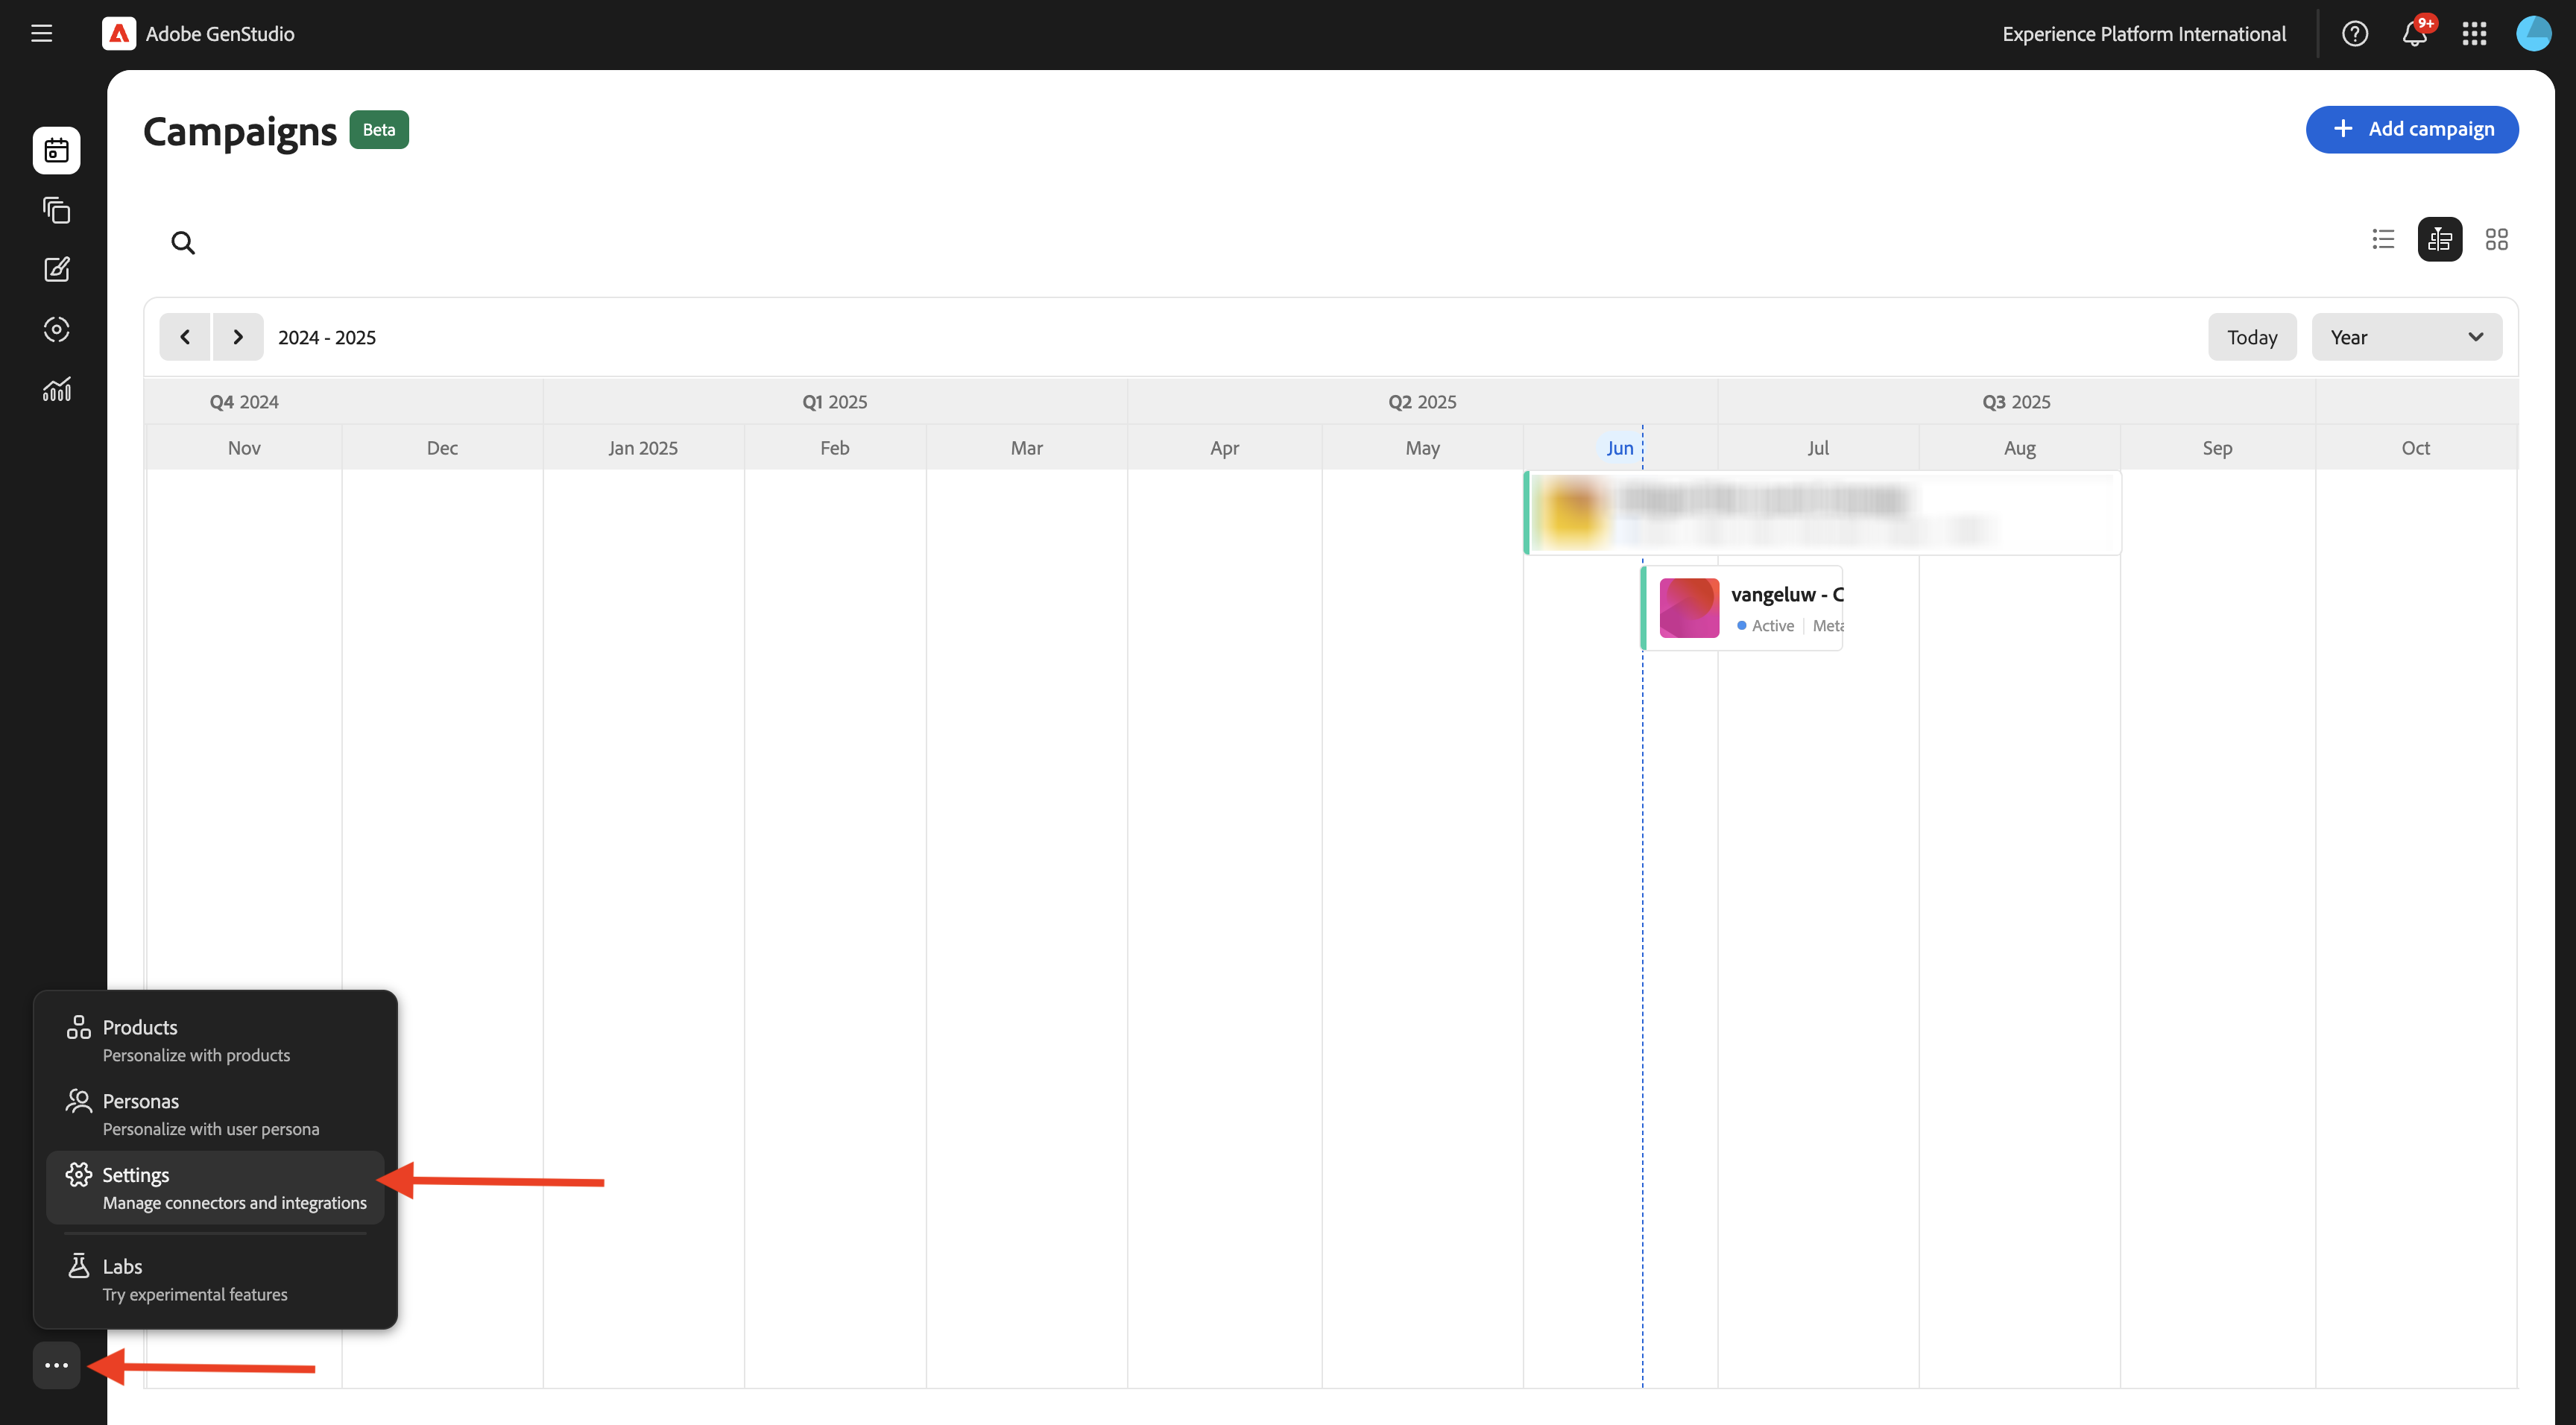 Adobe GenStudio
Experience Platform International
9+
Campaigns
Beta
Add campaign
2024 - 2025
Today
Year
Q4 2024
Q1 2025
Q2 2025
Q3 2025
Nov
Dec
Jan 2025
Feb
Mar
Apr
May
Jun
Jul
Aug
Sep
Oct
vangeluw - C
Active
Meta
Products
Personalize with products
Personas
Personalize with user persona
Settings
Manage connectors and integrations
Labs
Try experimental features